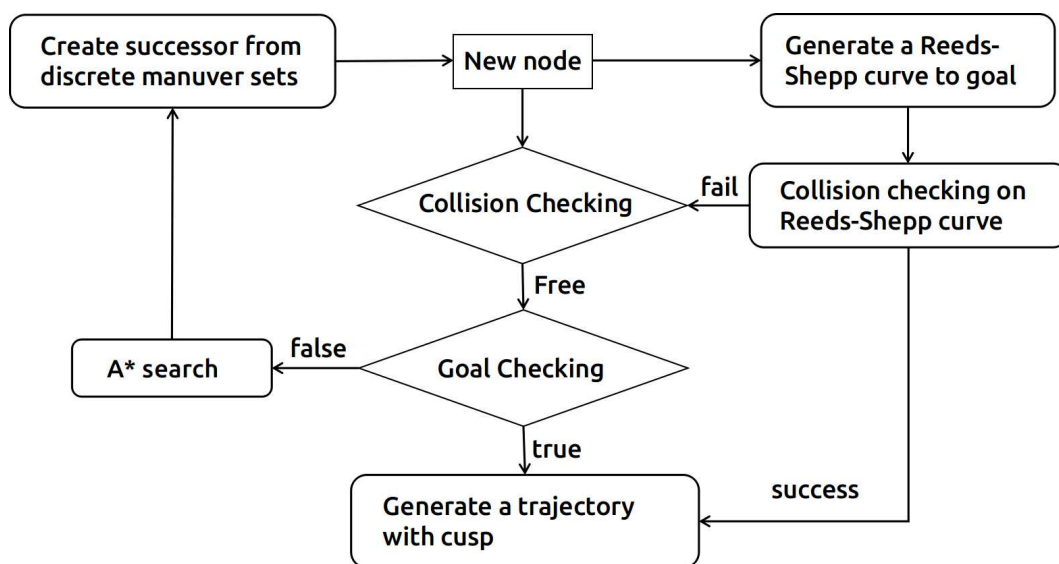 Create successor from
discrete manuver sets
New node
Generate a Reeds-
Shepp curve to goal
Collision Checking
fail
Collision checking on
Reeds-Shepp curve
Free
A* search
false
Goal Checking
true
success
Generate a trajectory
with cusp